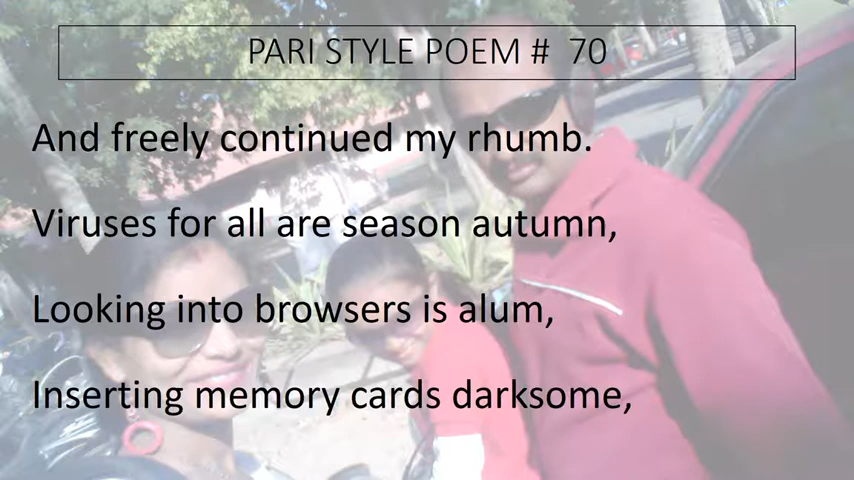 PARI STYLE POEM #  70
And freely continued my rhumb.
Viruses for all are season autumn,
Looking into browsers is alum,
Inserting memory cards darksome,